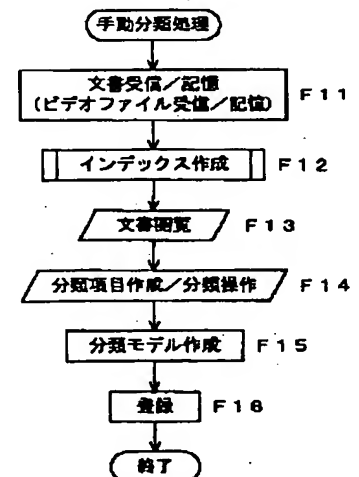 手動分類処理
文書受信／記憶
(ビデオファイル受信／記憶)
F11
インデックス作成
F12
文書閲覧
F13
分類項目作成／分類操作
F14
分類モデル作成
F15
登録
F16
終了